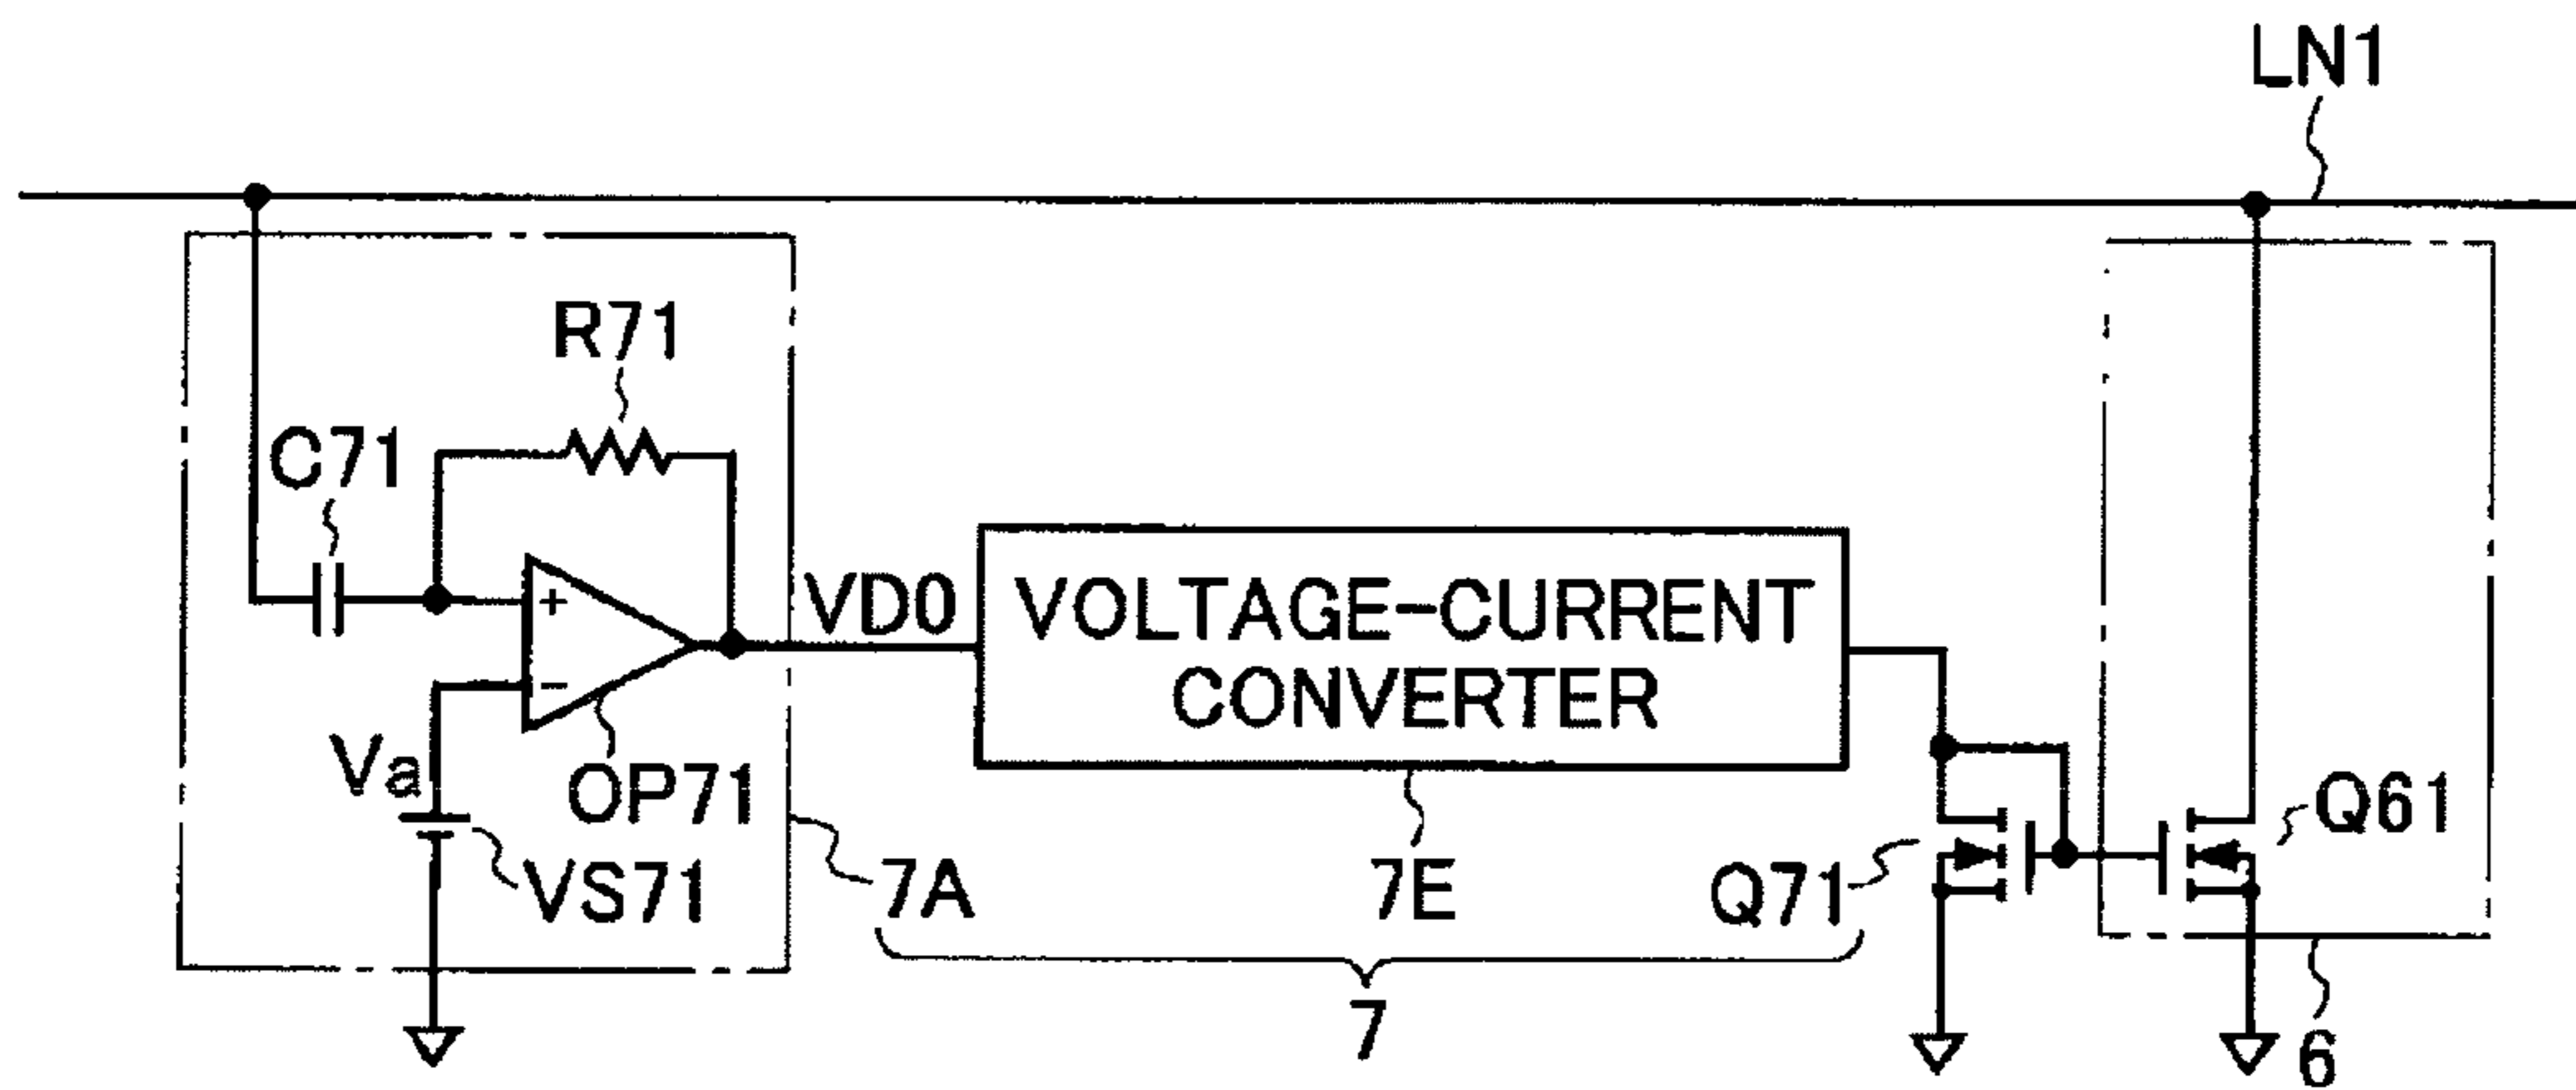 LN1
R71
C71
+
−
VD0
VOLTAGE-CURRENT
CONVERTER
Va
OP71
VS71
7A
7E
Q71
Q61
7
6